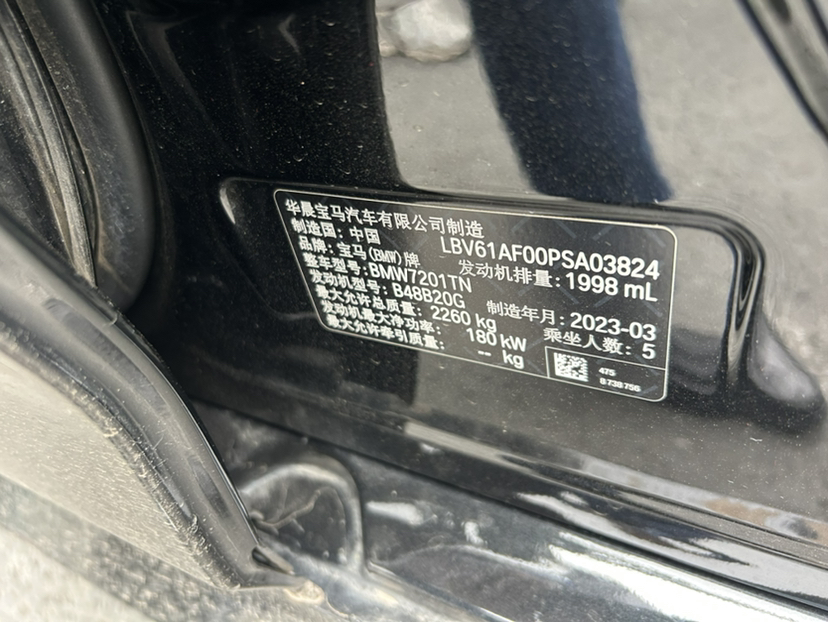 华晨宝马汽车有限公司制造
制造国: 中国 LBV61AF00PSA03824
品牌: 宝马(BMW)牌 发动机排量: 1998 mL
整车型号: BMW7201TN
发动机型号: B48B20G 制造年月: 2023-03
最大允许总质量: 2260 kg 乘坐人数: 5
发动机最大净功率: 180 kW
最大允许牵引质量: -- kg
475
8738756